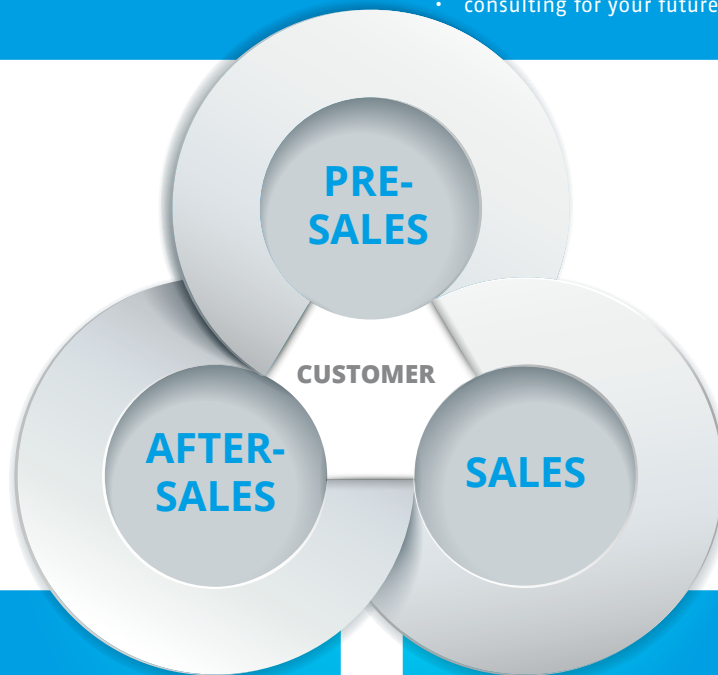 • consulting for your future
PRE-
SALES
CUSTOMER
AFTER-
SALES
SALES